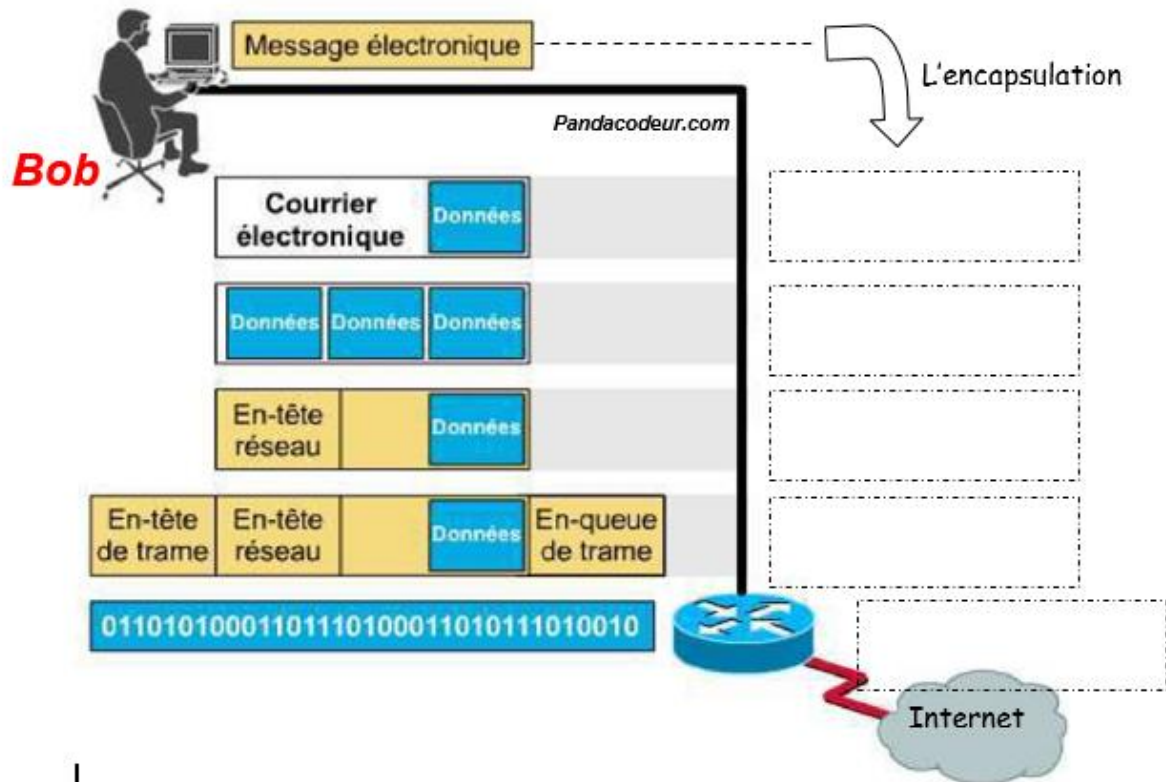 Message électronique
L'encapsulation
Pandacodeur.com
Bob
Courrier
électronique
Données
Données
Données
Données
En-tête
réseau
Données
En-tête
de trame
En-tête
réseau
Données
En-queue
de trame
0110101000110111010001101011101010010
Internet